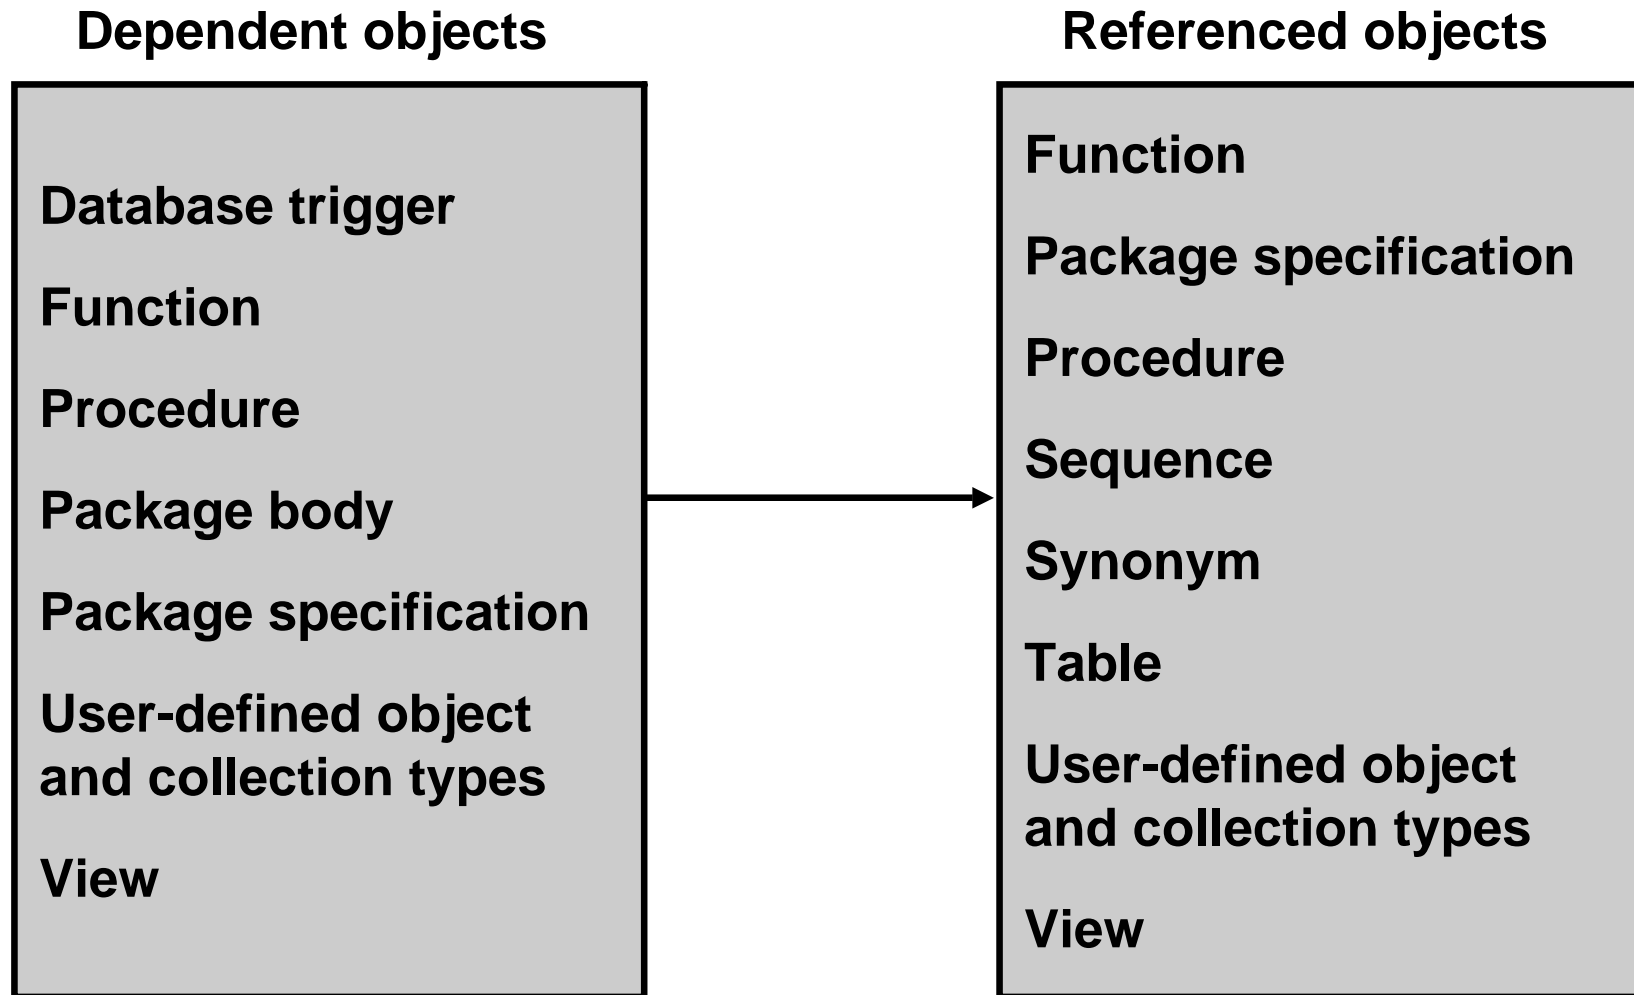 Dependent objects
Database trigger
Function
Procedure
Package body
Package specification
User-defined object
and collection types
View
Referenced objects
Function
Package specification
Procedure
Sequence
Synonym
Table
User-defined object
and collection types
View